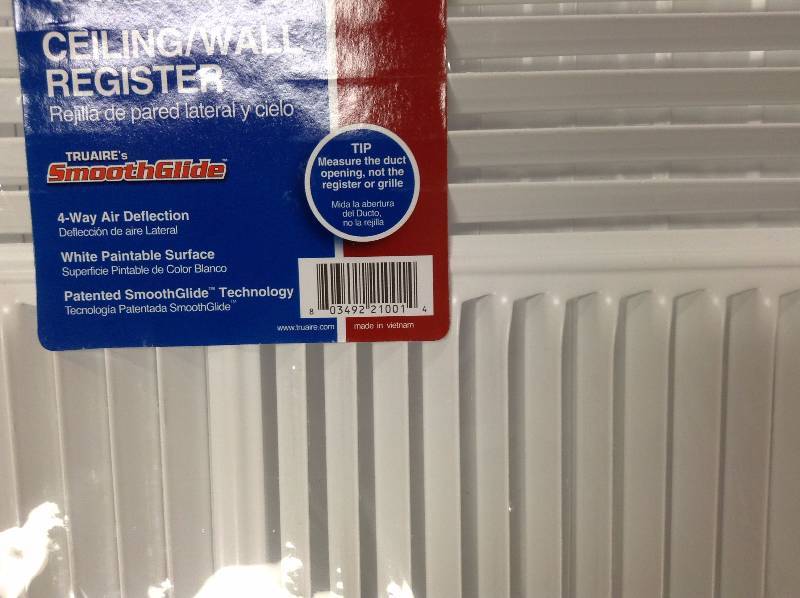 CEILING/WALL
REGISTER
Rejilla de pared lateral y cielo
TRUAIRE's
SmoothGlide™
4-Way Air Deflection
Deflección de aire Lateral
White Paintable Surface
Superficie Pintable de Color Blanco
Patented SmoothGlide™ Technology
Tecnología Patentada SmoothGlide™
TIP
Measure the duct
opening, not the
register or grille
Mida la abertura
del Ducto,
no la rejilla
8 03492 21001 4
www.truaire.com
made in vietnam